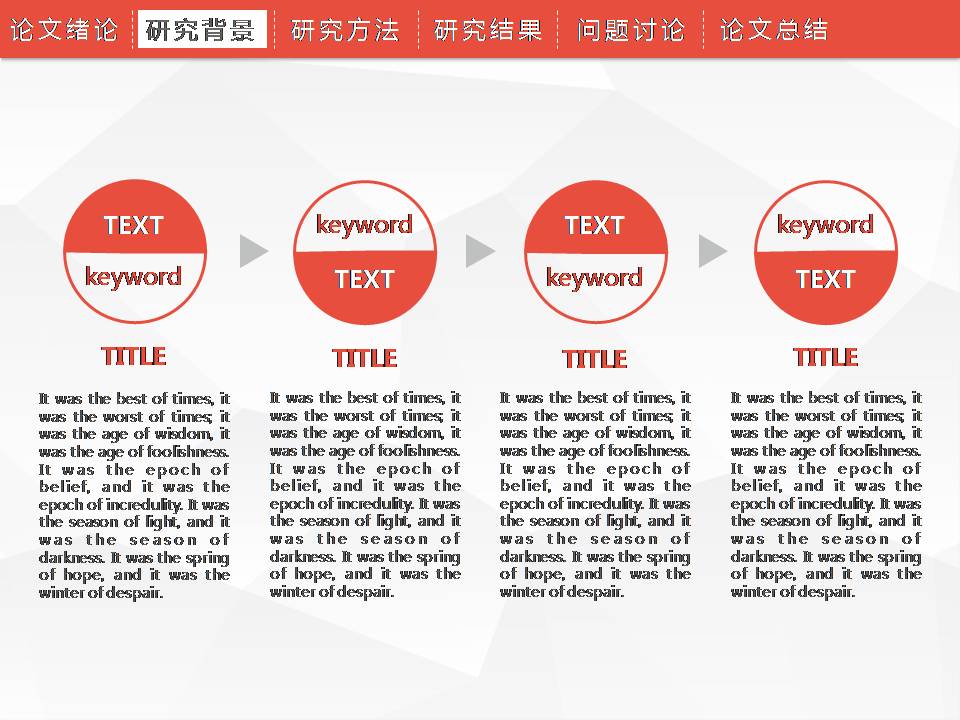 论文绪论 研究背景 研究方法 研究结果 问题讨论 论文总结
TEXT
keyword
TITLE
It was the best of times, it
was the worst of times; it
was the age of wisdom, it
was the age of foolishness.
It was the epoch of
belief, and it was the
epoch of incredulity. It was
the season of light, and it
was the season of
darkness. It was the spring
of hope, and it was the
winter of despair.
keyword
TEXT
TITLE
It was the best of times, it
was the worst of times; it
was the age of wisdom, it
was the age of foolishness.
It was the epoch of
belief, and it was the
epoch of incredulity. It was
the season of light, and it
was the season of
darkness. It was the spring
of hope, and it was the
winter of despair.
TEXT
keyword
TITLE
It was the best of times, it
was the worst of times; it
was the age of wisdom, it
was the age of foolishness.
It was the epoch of
belief, and it was the
epoch of incredulity. It was
the season of light, and it
was the season of
darkness. It was the spring
of hope, and it was the
winter of despair.
keyword
TEXT
TITLE
It was the best of times, it
was the worst of times; it
was the age of wisdom, it
was the age of foolishness.
It was the epoch of
belief, and it was the
epoch of incredulity. It was
the season of light, and it
was the season of
darkness. It was the spring
of hope, and it was the
winter of despair.